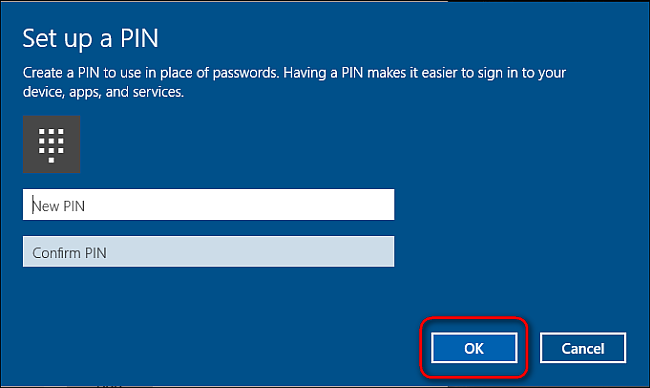 Set up a PIN
Create a PIN to use in place of passwords. Having a PIN makes it easier to sign in to your
device, apps, and services.
New PIN
Confirm PIN
OK
Cancel